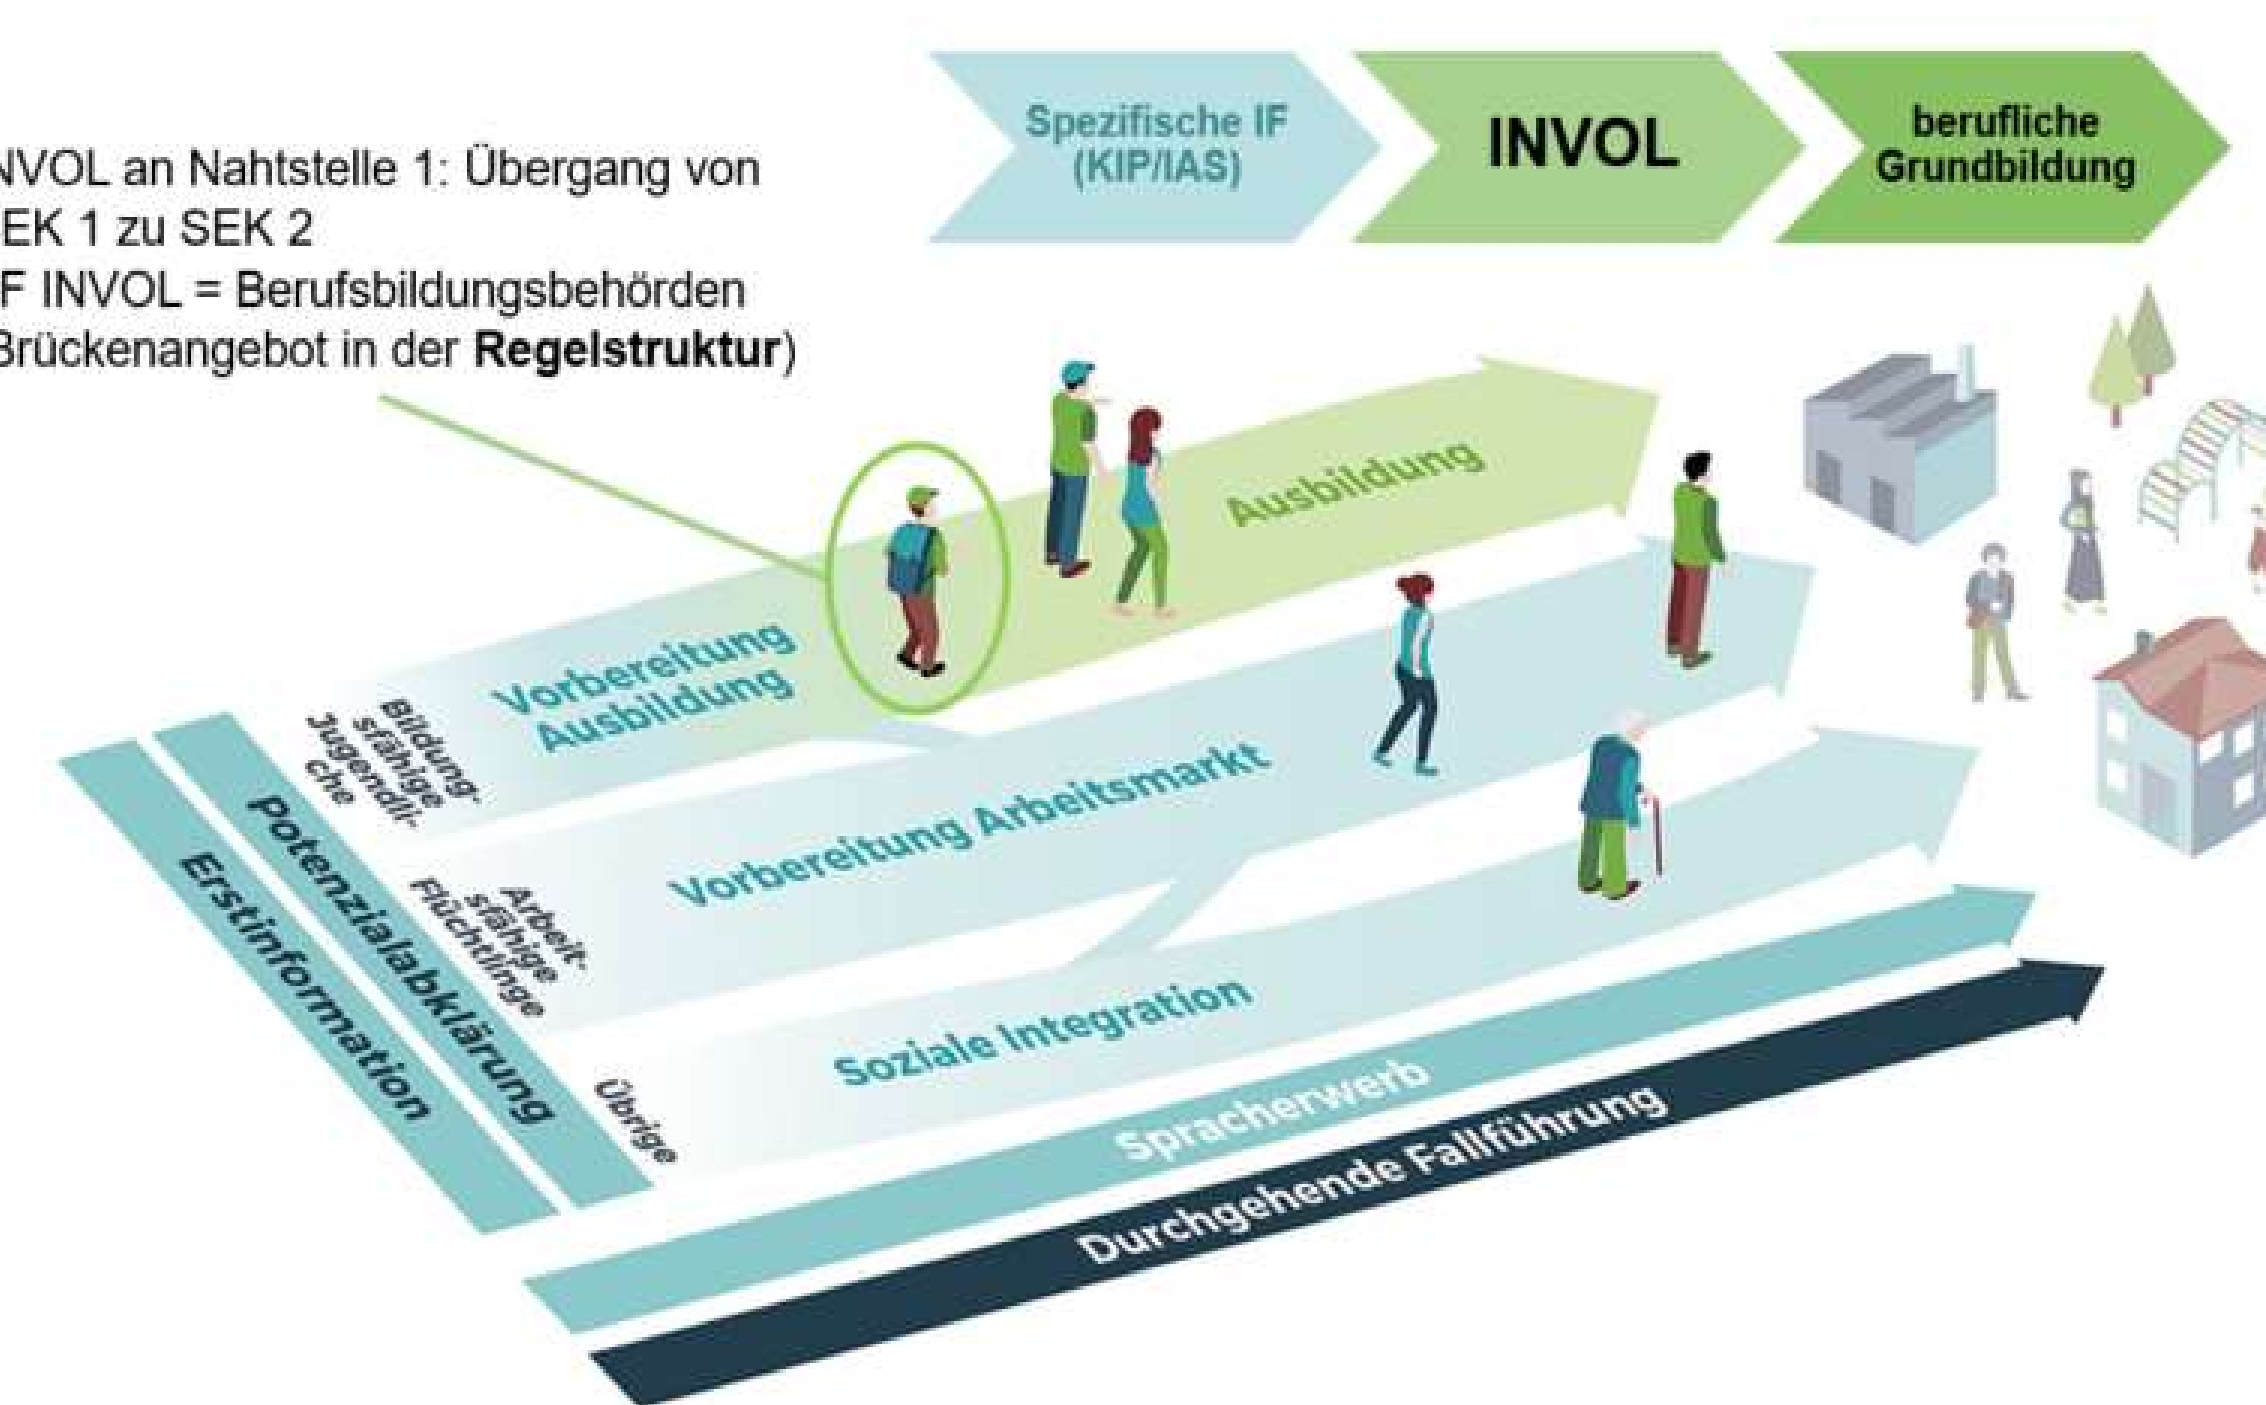 Spezifische IF
(KIP/IAS)
INVOL
berufliche
Grundbildung
NVOL an Nahtstelle 1: Übergang von
EK 1 zu SEK 2
F INVOL = Berufsbildungsbehörden
Brückenangebot in der Regelstruktur)
Ausbildung
Vorbereitung
Ausbildung
Bildung-
sfähige
Jugendli-
che
Vorbereitung Arbeitsmarkt
Arbeit-
sfähige
Flüchtlinge
Potenzialabklärung
Erstinformation
Soziale Integration
Übrige
Spracherwerb
Durchgehende Fallführung